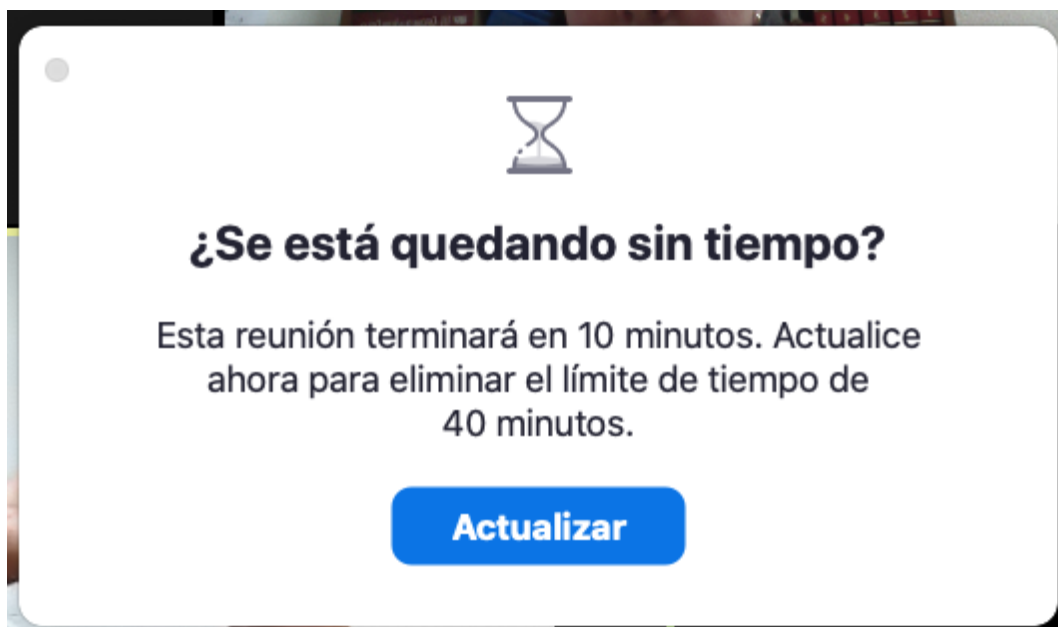 ¿Se está quedando sin tiempo?
Esta reunión terminará en 10 minutos. Actualice
ahora para eliminar el límite de tiempo de
40 minutos.
Actualizar